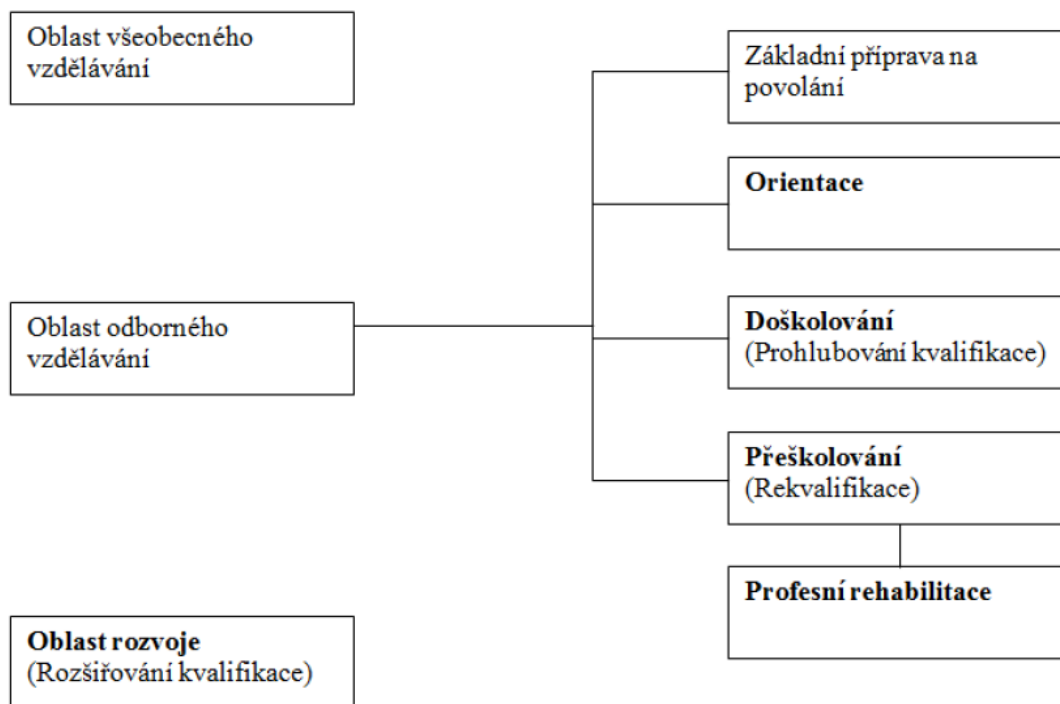 Oblast všeobecného
vzdělávání
Základní příprava na
povolání
Orientace
Oblast odborného
vzdělávání
Doškolování
(Prohlubování kvalifikace)
Přeškolování
(Rekvalifikace)
Profesní rehabilitace
Oblast rozvoje
(Rozšiřování kvalifikace)